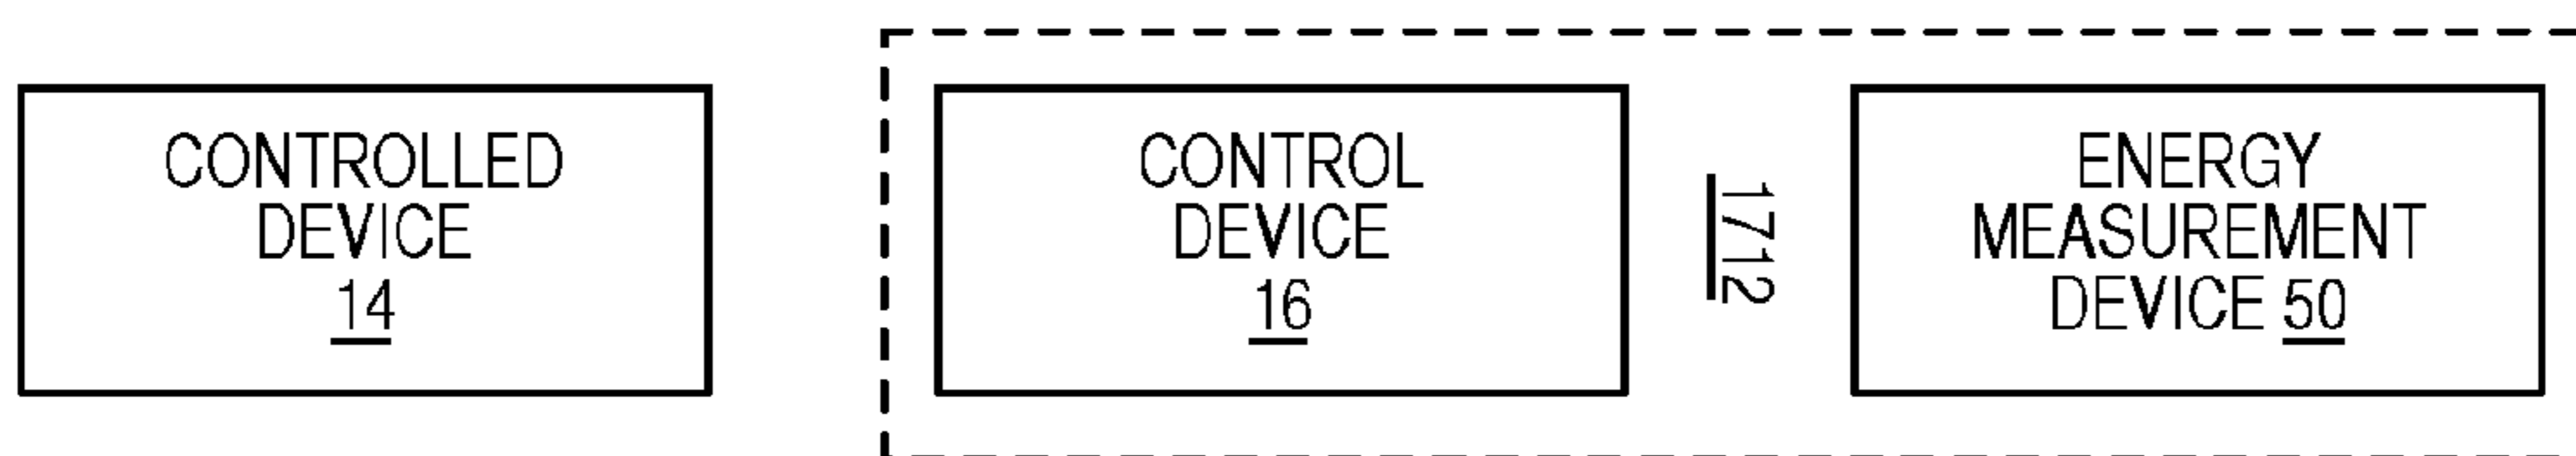 CONTROLLED
DEVICE
14
CONTROL
DEVICE
16
1712
ENERGY
MEASUREMENT
DEVICE 50